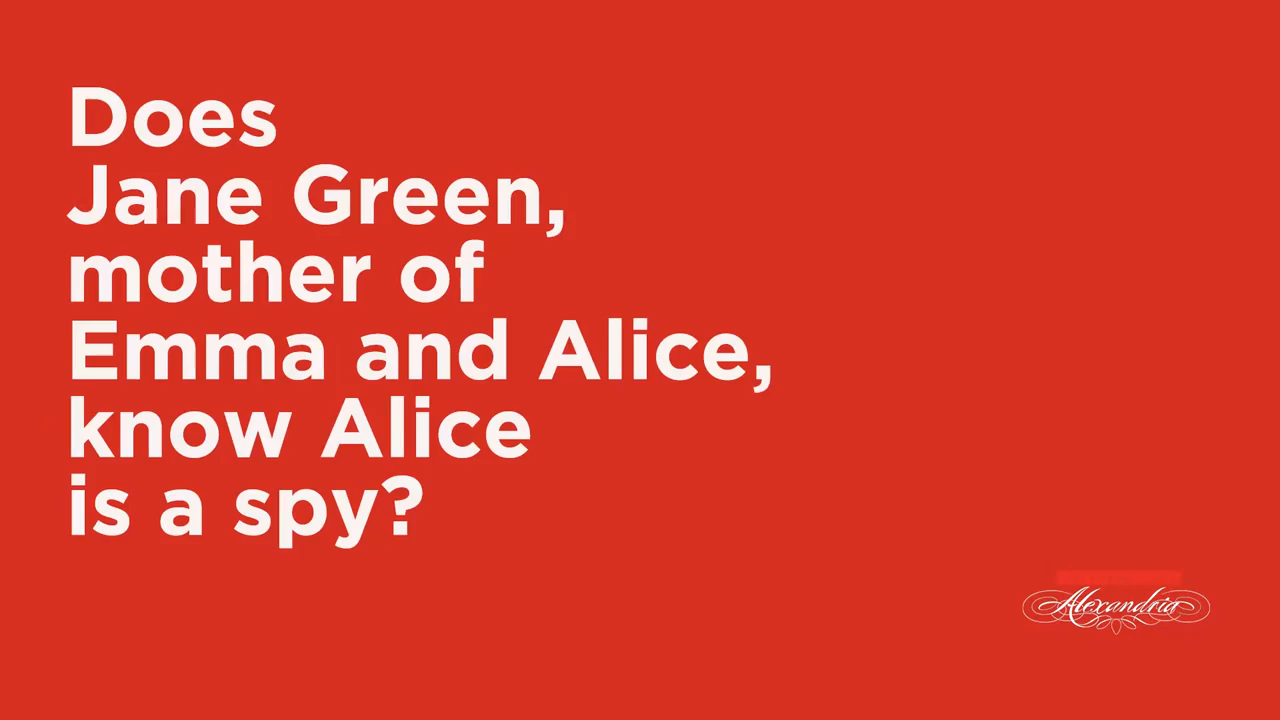 Does
Jane Green,
mother of
Emma and Alice,
know Alice
is a spy?
Alexandria